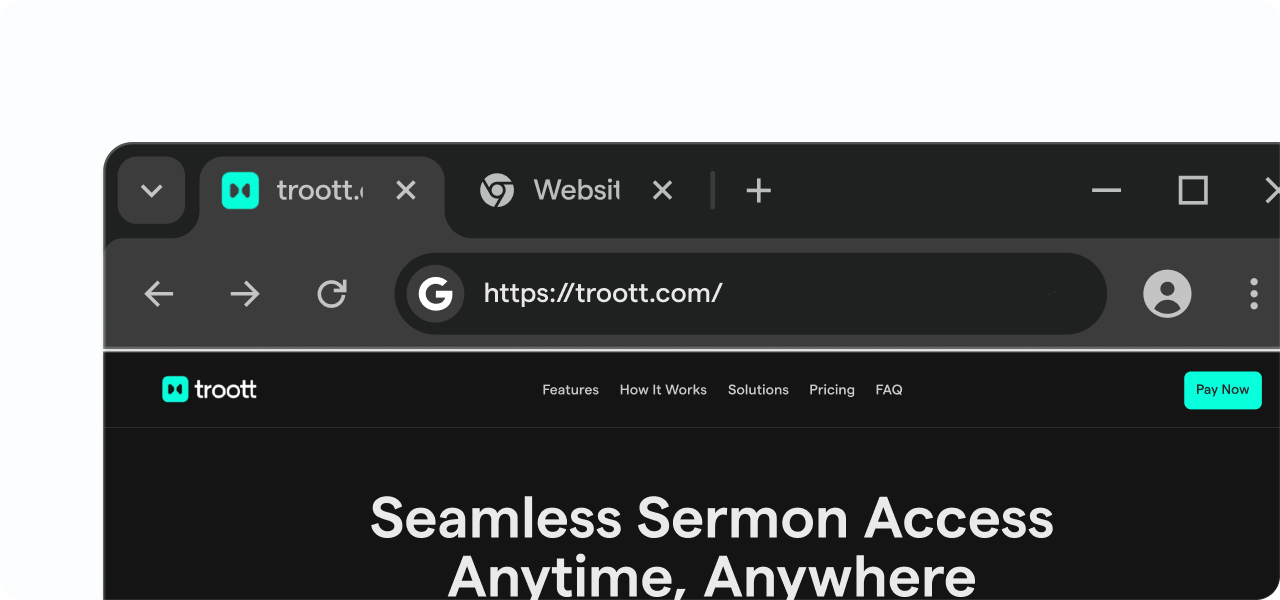 troott.
Websit
https://troott.com/
troott
Features How It Works Solutions Pricing FAQ
Pay Now
Seamless Sermon Access
Anytime, Anywhere